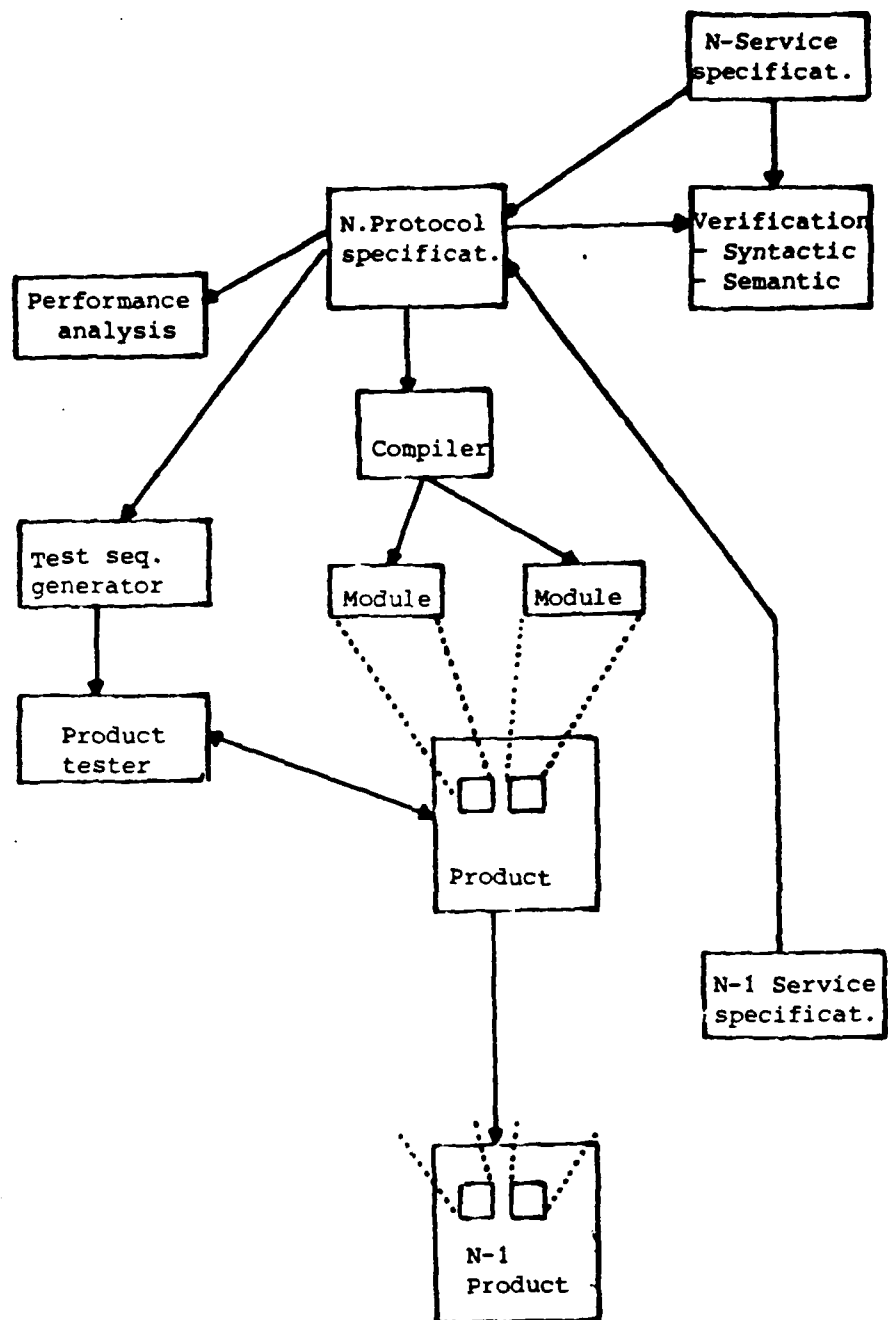 N-Service
specificat.
N.Protocol
specificat.
Verification
- Syntactic
- Semantic
Performance
analysis
Compiler
Test seq.
generator
Module
Module
Product
tester
Product
N-1 Service
specificat.
N-1
Product